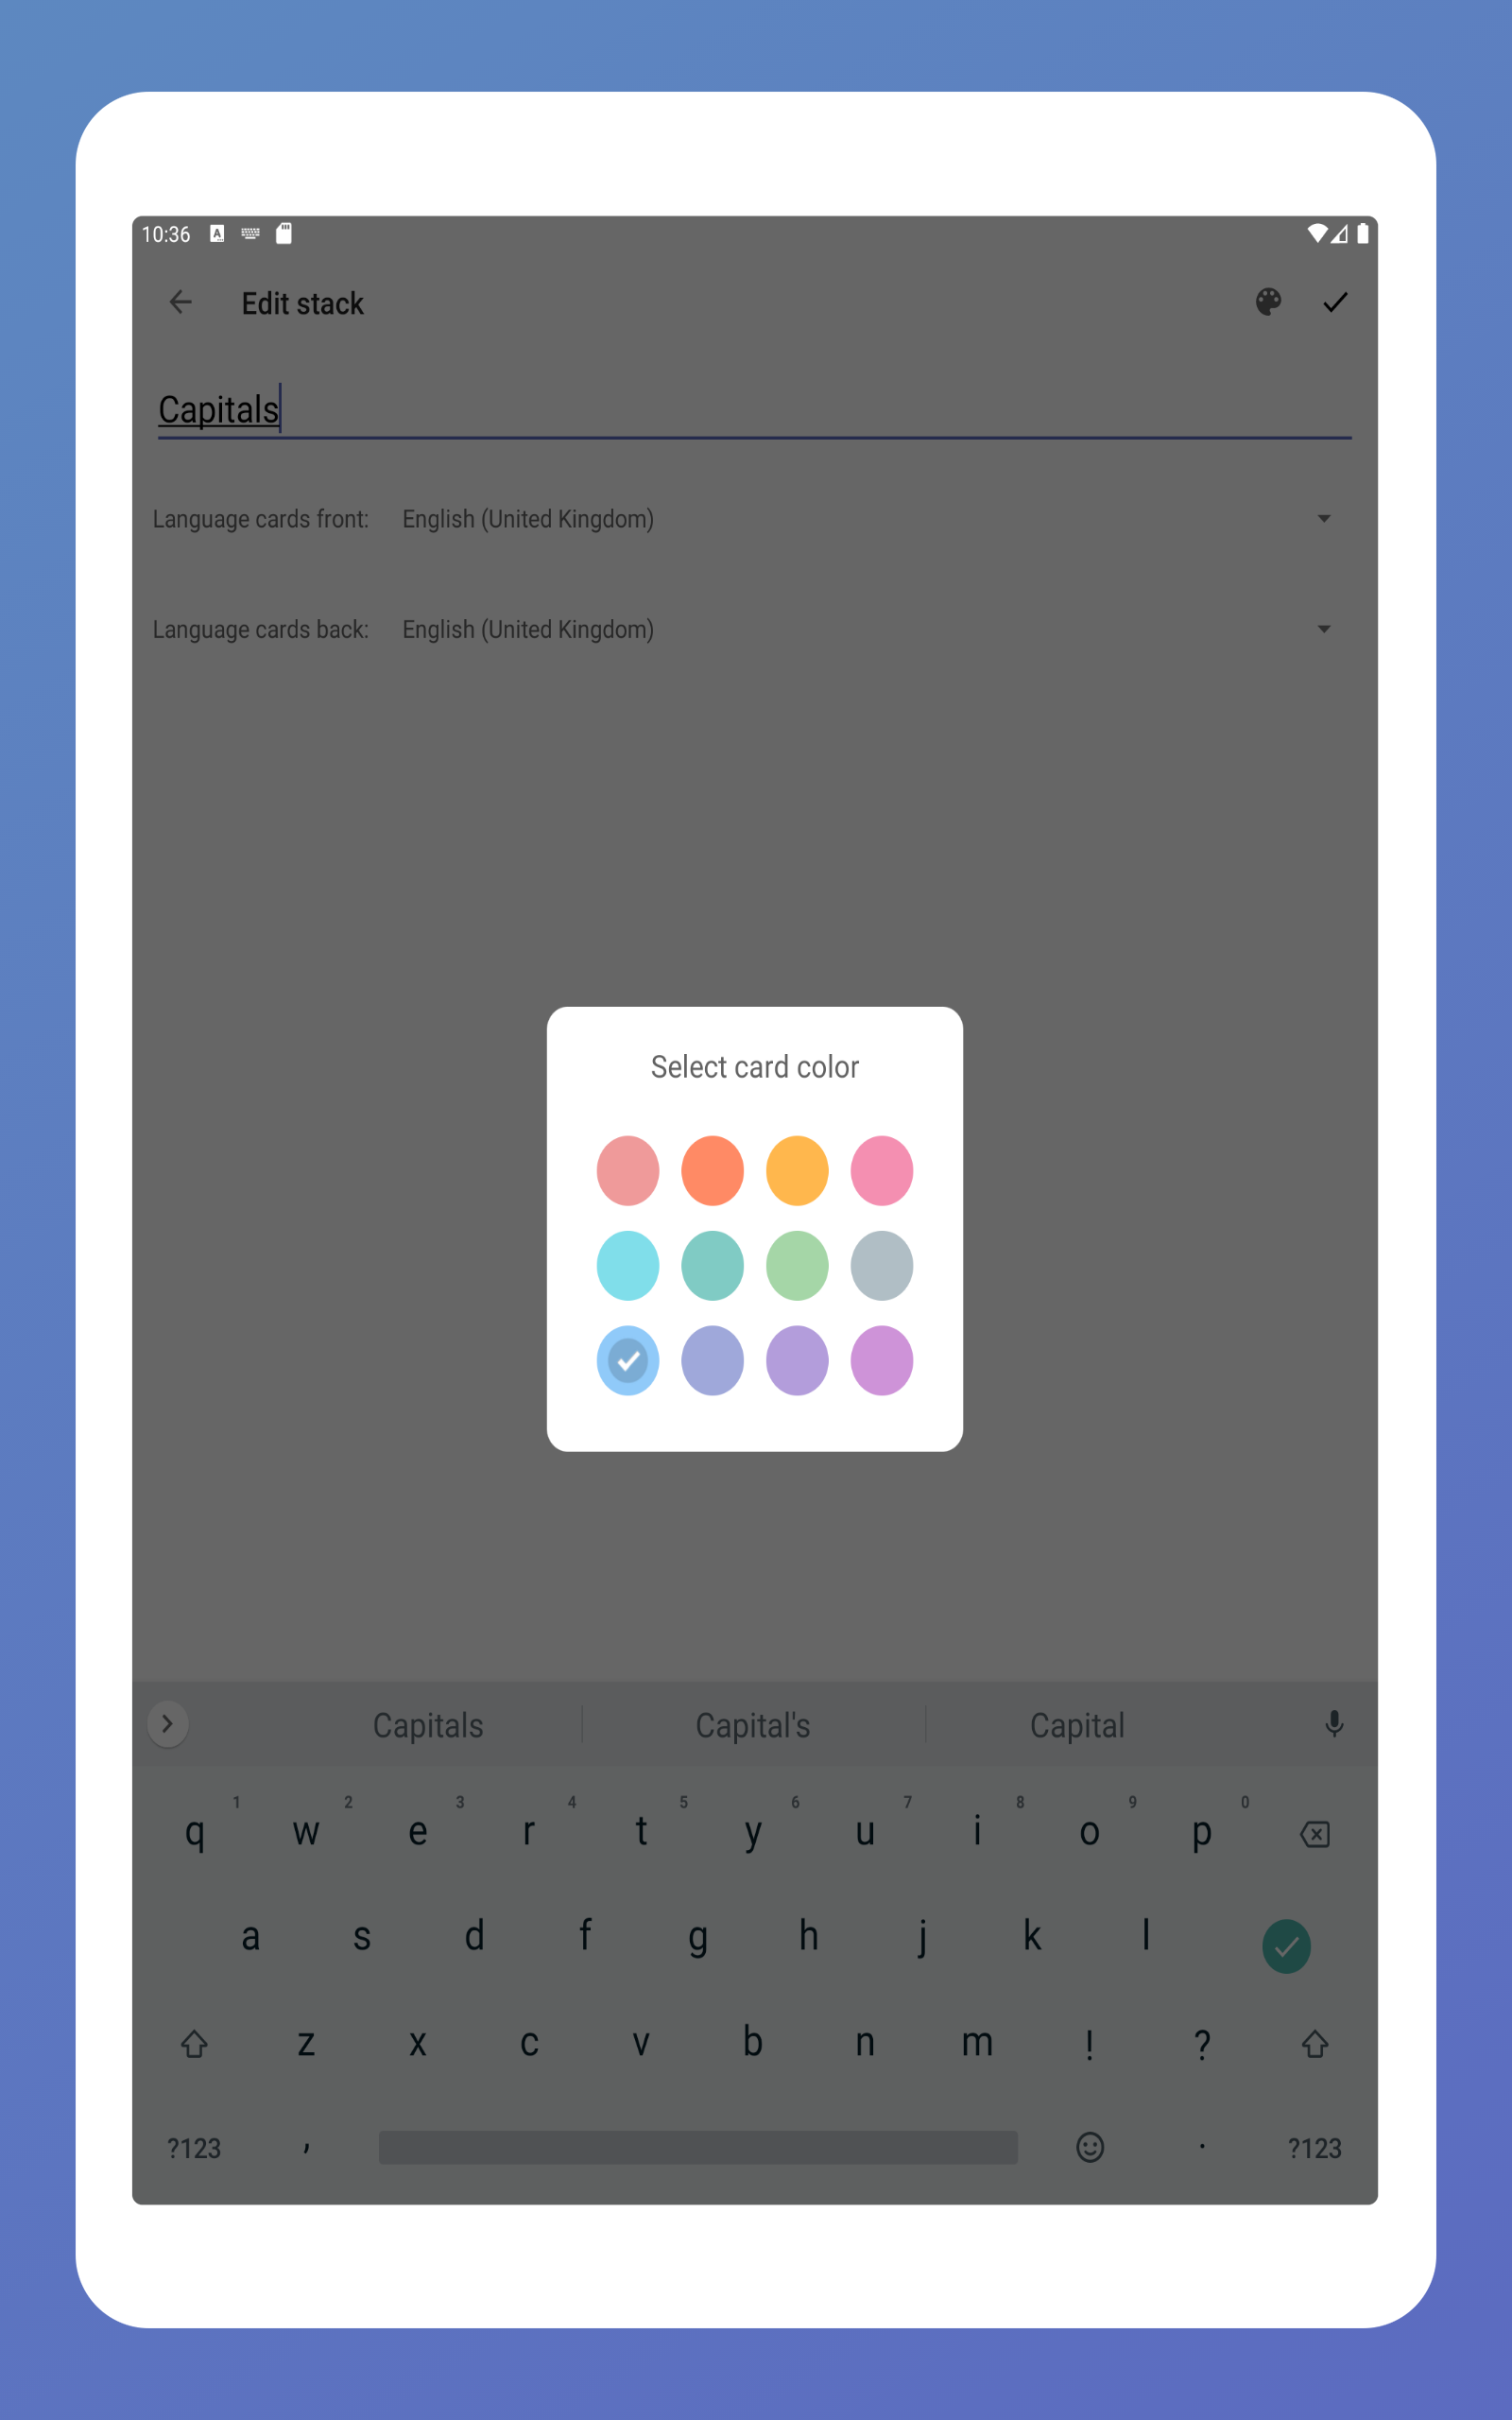 10:36
Edit stack
Capitals
Language cards front: English (United Kingdom)
Language cards back: English (United Kingdom)
Select card color
Capitals Capital's Capital
1 2 3 4 5 6 7 8 9 0
q w e r t y u i o p
a s d f g h j k l
z x c v b n m ! ?
?123 , . ?123